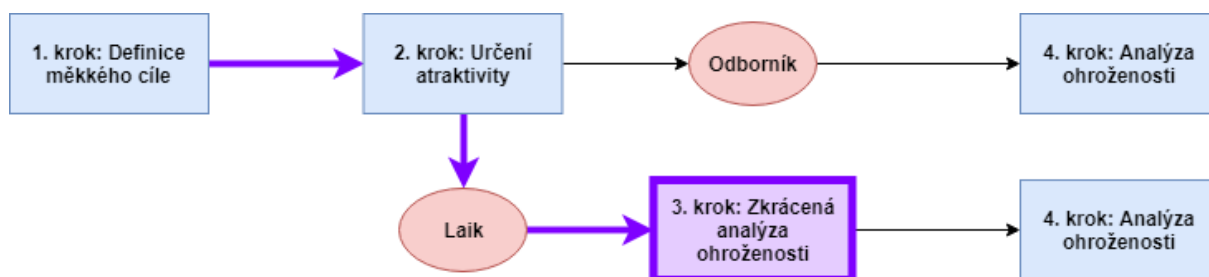 1. krok: Definice
měkkého cíle
2. krok: Určení
atraktivity
Odborník
4. krok: Analýza
ohroženosti
Laik
3. krok: Zkrácená
analýza
ohroženosti
4. krok: Analýza
ohroženosti